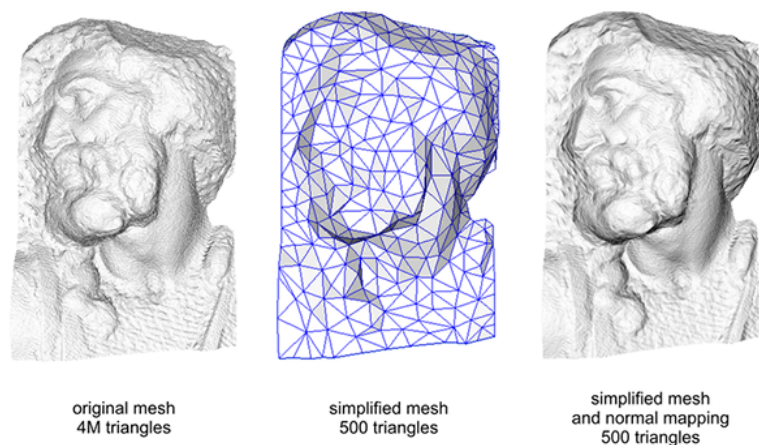 original mesh
4M triangles
simplified mesh
500 triangles
simplified mesh
and normal mapping
500 triangles